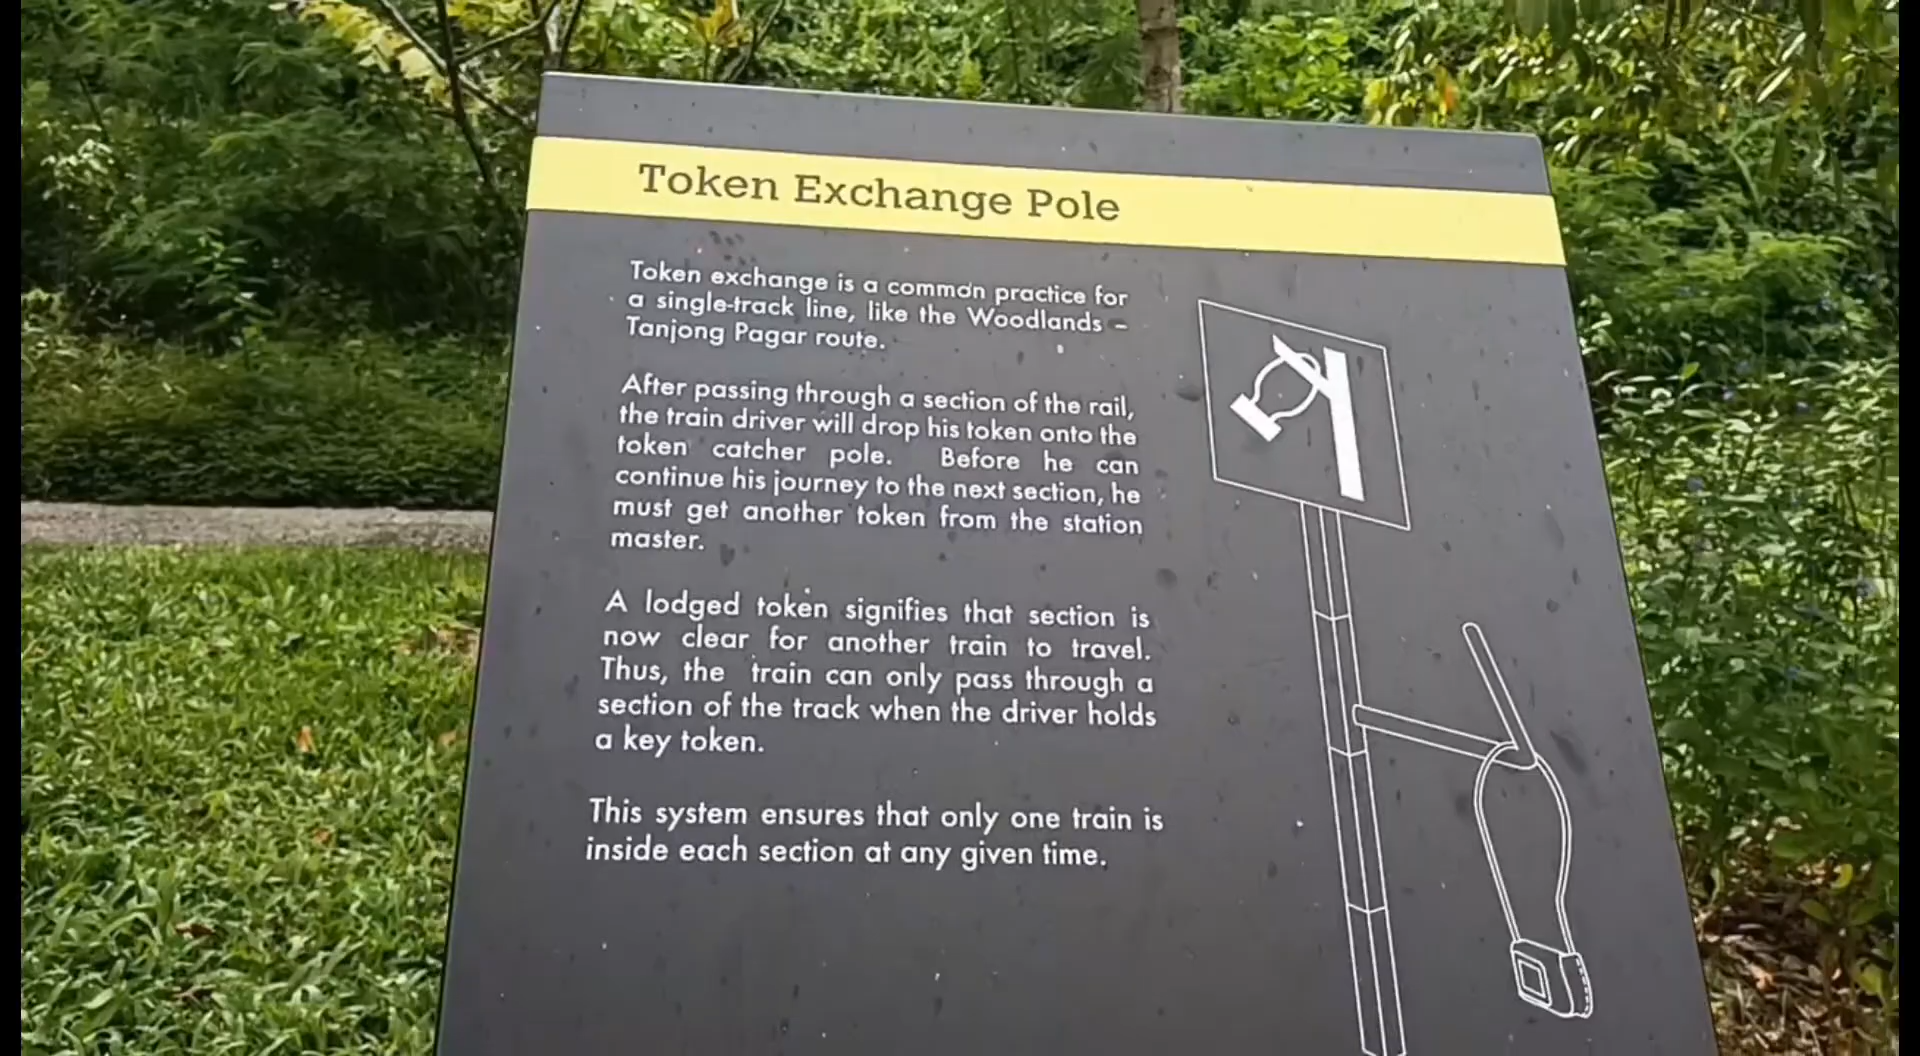 Token Exchange Pole
Token exchange is a common practice for
a single-track line, like the Woodlands –
Tanjong Pagar route.
After passing through a section of the rail,
the train driver will drop his token onto the
token catcher pole. Before he can
continue his journey to the next section, he
must get another token from the station
master.
A lodged token signifies that section is
now clear for another train to travel.
Thus, the train can only pass through a
section of the track when the driver holds
a key token.
This system ensures that only one train is
inside each section at any given time.